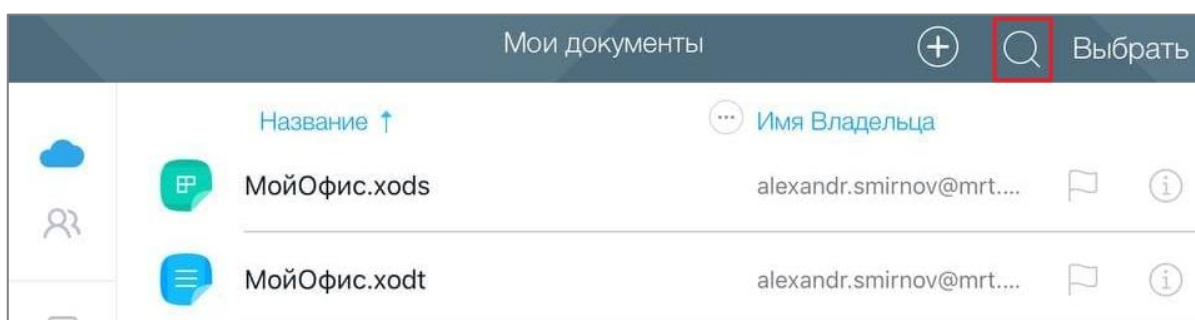 Мои документы Выбрать
Название ↑ Имя Владельца
МойОфис.xods alexandr.smirnov@mrt....
МойОфис.xodt alexandr.smirnov@mrt....